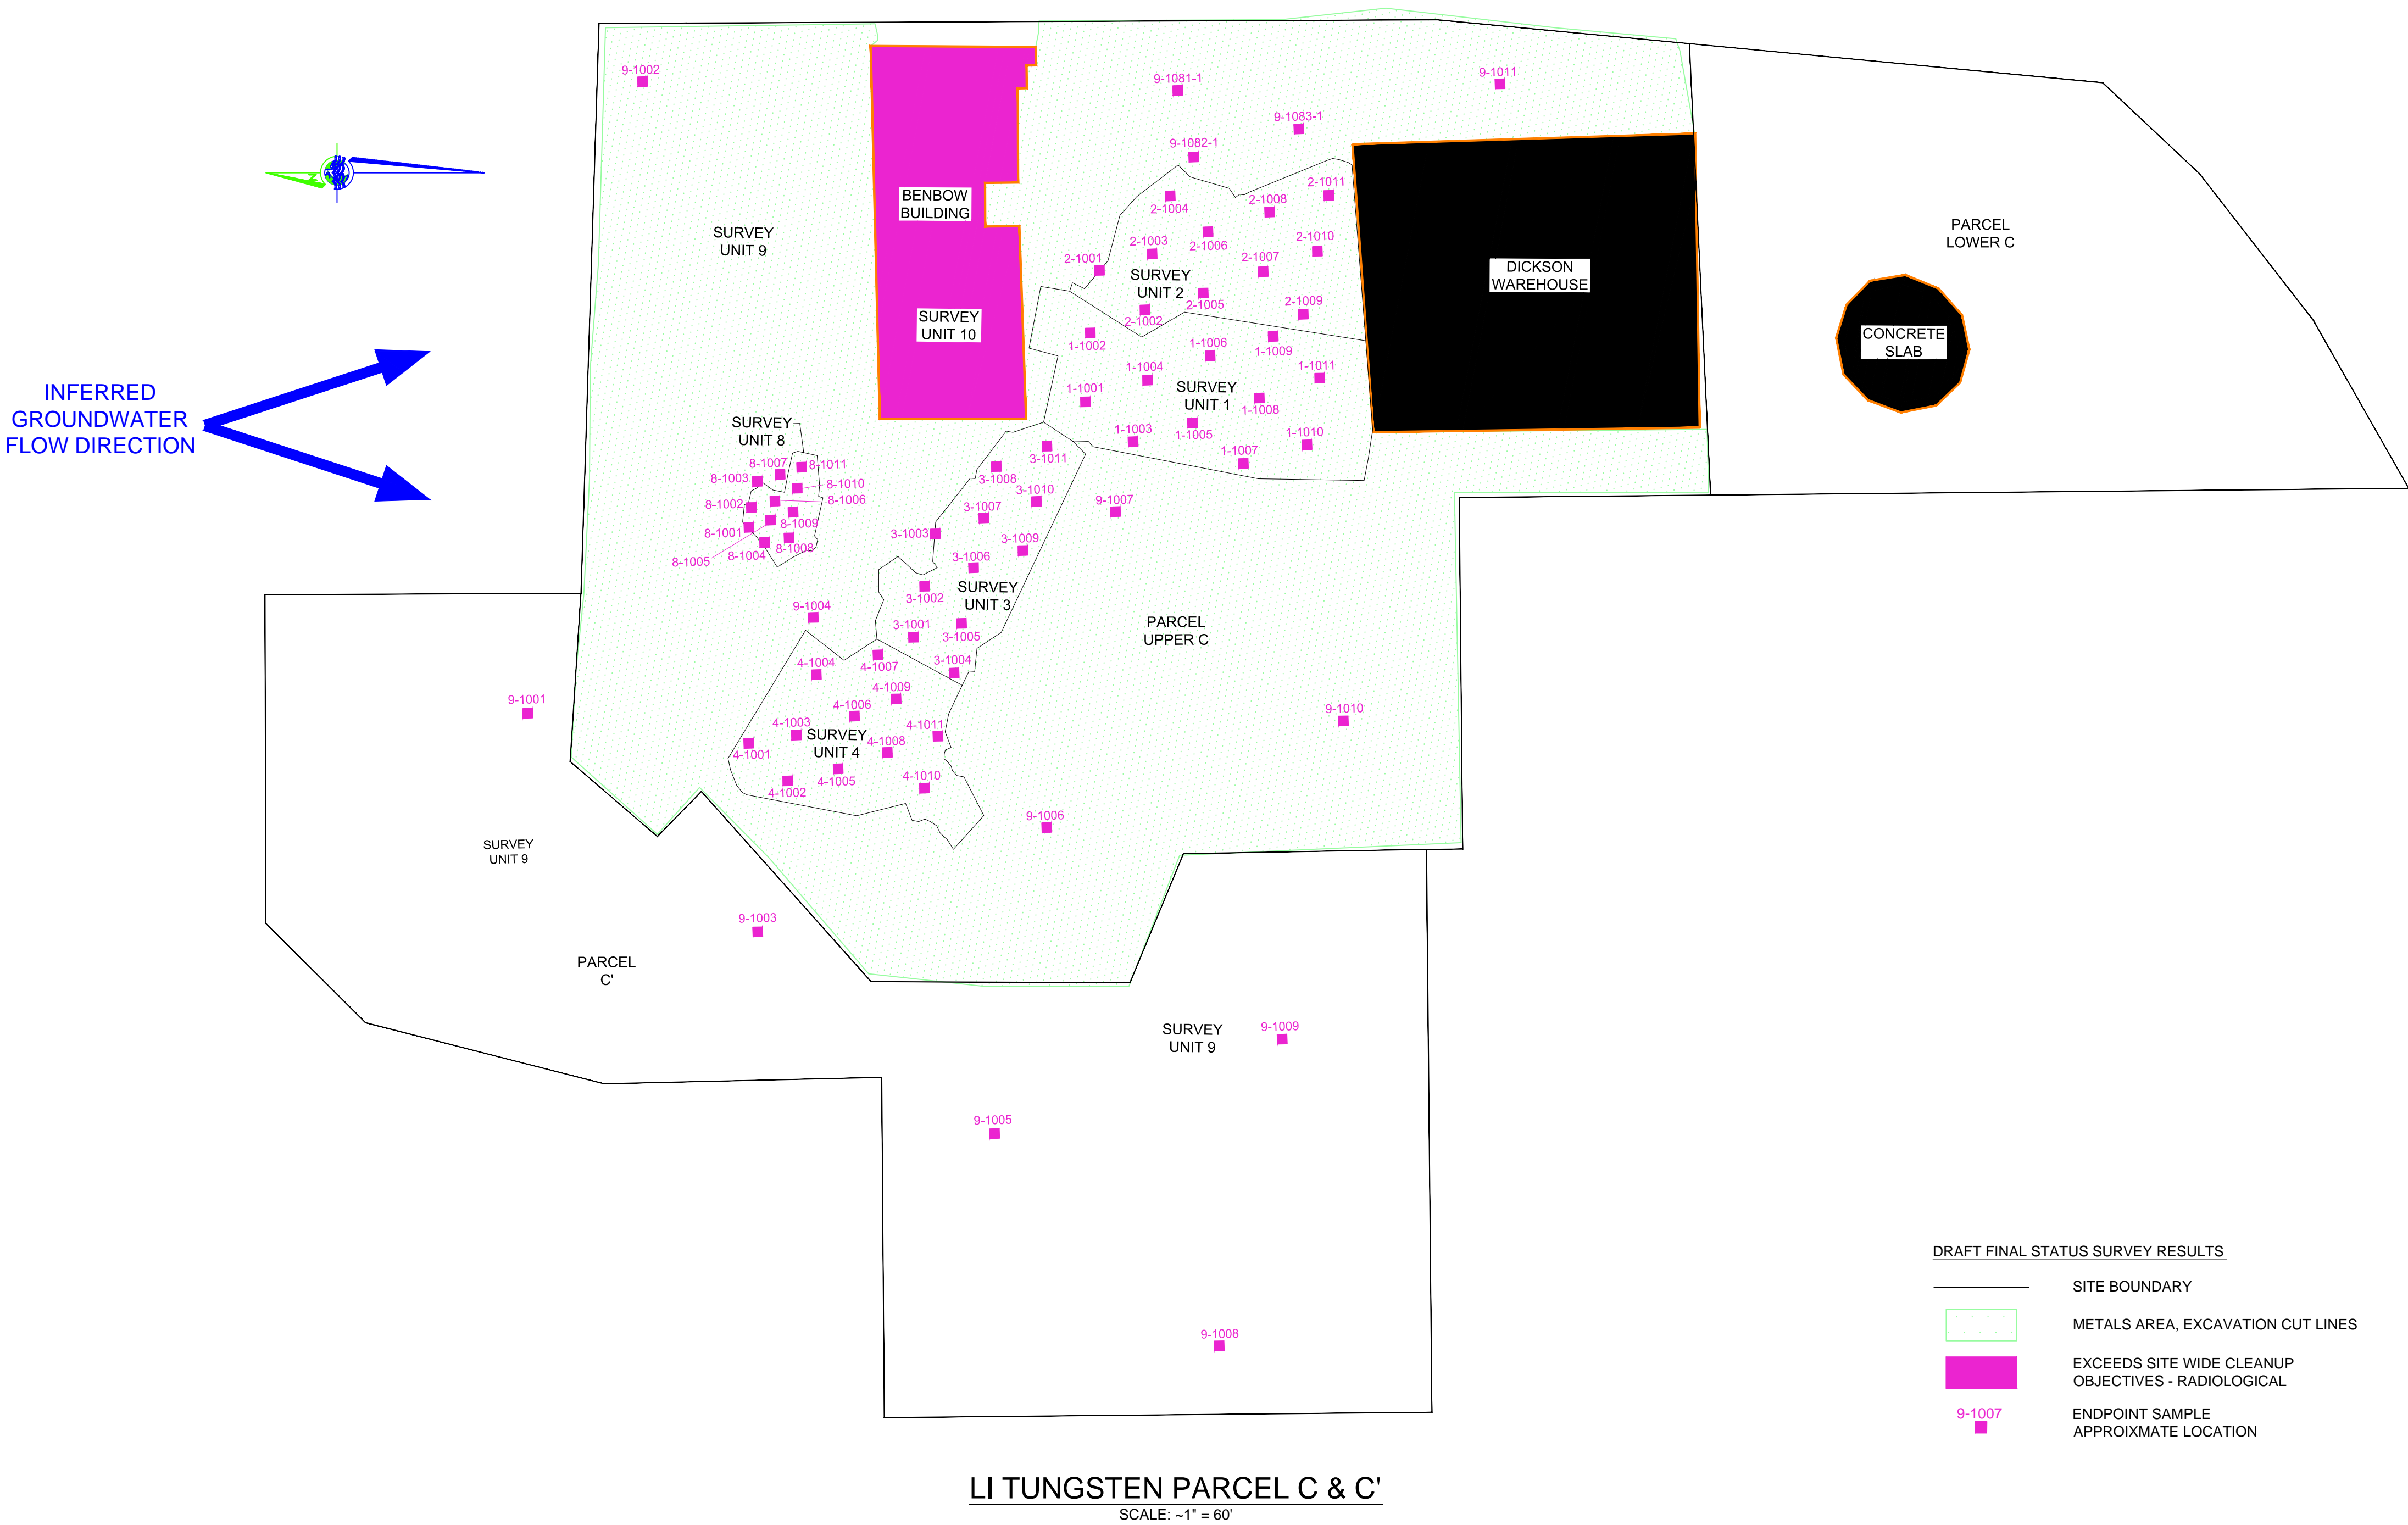 9-1002
9-1081-1
9-1011
9-1083-1
9-1082-1
N
BENBOW
BUILDING
SURVEY
UNIT 9
2-1011
2-1008
2-1004
2-1010
2-1003
2-1006
2-1001
2-1007
SURVEY
UNIT 2
2-1005
2-1009
2-1002
DICKSON
WAREHOUSE
PARCEL
LOWER C
CONCRETE
SLAB
SURVEY
UNIT 10
1-1002
1-1006
1-1009
1-1004
1-1011
1-1001
SURVEY
UNIT 1
1-1008
1-1003
1-1005
1-1010
1-1007
INFERRED
GROUNDWATER
FLOW DIRECTION
SURVEY
UNIT 8
8-1007
8-1011
8-1003
8-1010
8-1002
8-1006
8-1001
8-1009
8-1005
8-1004
8-1008
3-1011
3-1008
3-1010
3-1007
9-1007
3-1003
3-1009
3-1006
3-1002
SURVEY
UNIT 3
9-1004
3-1001
3-1005
PARCEL
UPPER C
4-1004
4-1007
3-1004
4-1009
9-1001
4-1006
9-1010
4-1003
4-1011
SURVEY
UNIT 4
4-1001
4-1008
4-1005
4-1010
4-1002
9-1006
SURVEY
UNIT 9
9-1003
PARCEL
C'
SURVEY
UNIT 9
9-1009
9-1005
9-1008
DRAFT FINAL STATUS SURVEY RESULTS
SITE BOUNDARY
METALS AREA, EXCAVATION CUT LINES
EXCEEDS SITE WIDE CLEANUP
OBJECTIVES - RADIOLOGICAL
9-1007
ENDPOINT SAMPLE
APPROIXMATE LOCATION
LI TUNGSTEN PARCEL C & C'
SCALE: ~1" = 60'